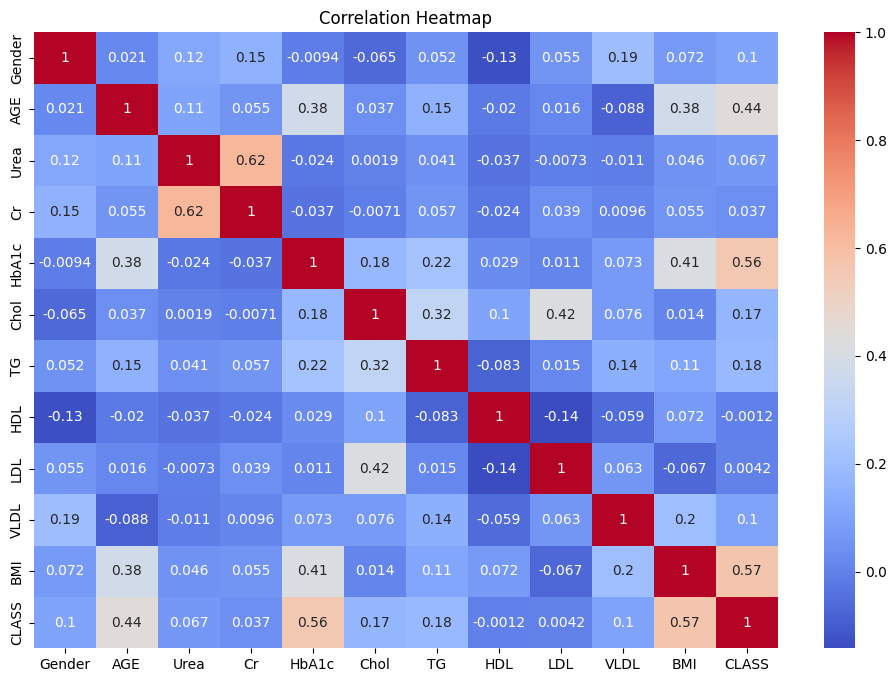 Correlation Heatmap
Gender 1 0.021 0.12 0.15 -0.0094 -0.065 0.052 -0.13 0.055 0.19 0.072 0.1
AGE 0.021 1 0.11 0.055 0.38 0.037 0.15 -0.02 0.016 -0.088 0.38 0.44
Urea 0.12 0.11 1 0.62 -0.024 0.0019 0.041 -0.037 -0.0073 -0.011 0.046 0.067
Cr 0.15 0.055 0.62 1 -0.037 -0.0071 0.057 -0.024 0.039 0.0096 0.055 0.037
HbA1c -0.0094 0.38 -0.024 -0.037 1 0.18 0.22 0.029 0.011 0.073 0.41 0.56
Chol -0.065 0.037 0.0019 -0.0071 0.18 1 0.32 0.1 0.42 0.076 0.014 0.17
TG 0.052 0.15 0.041 0.057 0.22 0.32 1 -0.083 0.015 0.14 0.11 0.18
HDL -0.13 -0.02 -0.037 -0.024 0.029 0.1 -0.083 1 -0.14 -0.059 0.072 -0.0012
LDL 0.055 0.016 -0.0073 0.039 0.011 0.42 0.015 -0.14 1 0.063 -0.067 0.0042
VLDL 0.19 -0.088 -0.011 0.0096 0.073 0.076 0.14 -0.059 0.063 1 0.2 0.1
BMI 0.072 0.38 0.046 0.055 0.41 0.014 0.11 0.072 -0.067 0.2 1 0.57
CLASS 0.1 0.44 0.067 0.037 0.56 0.17 0.18 -0.0012 0.0042 0.1 0.57 1
Gender AGE Urea Cr HbA1c Chol TG HDL LDL VLDL BMI CLASS
1.0
0.8
0.6
0.4
0.2
0.0